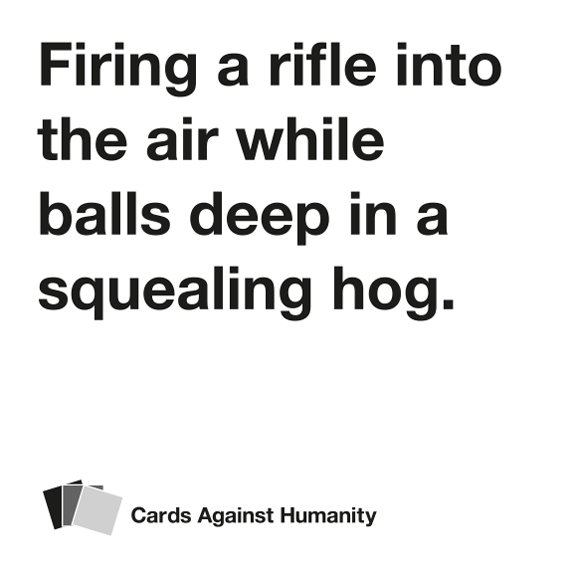 Firing a rifle into
the air while
balls deep in a
squealing hog.
Cards Against Humanity